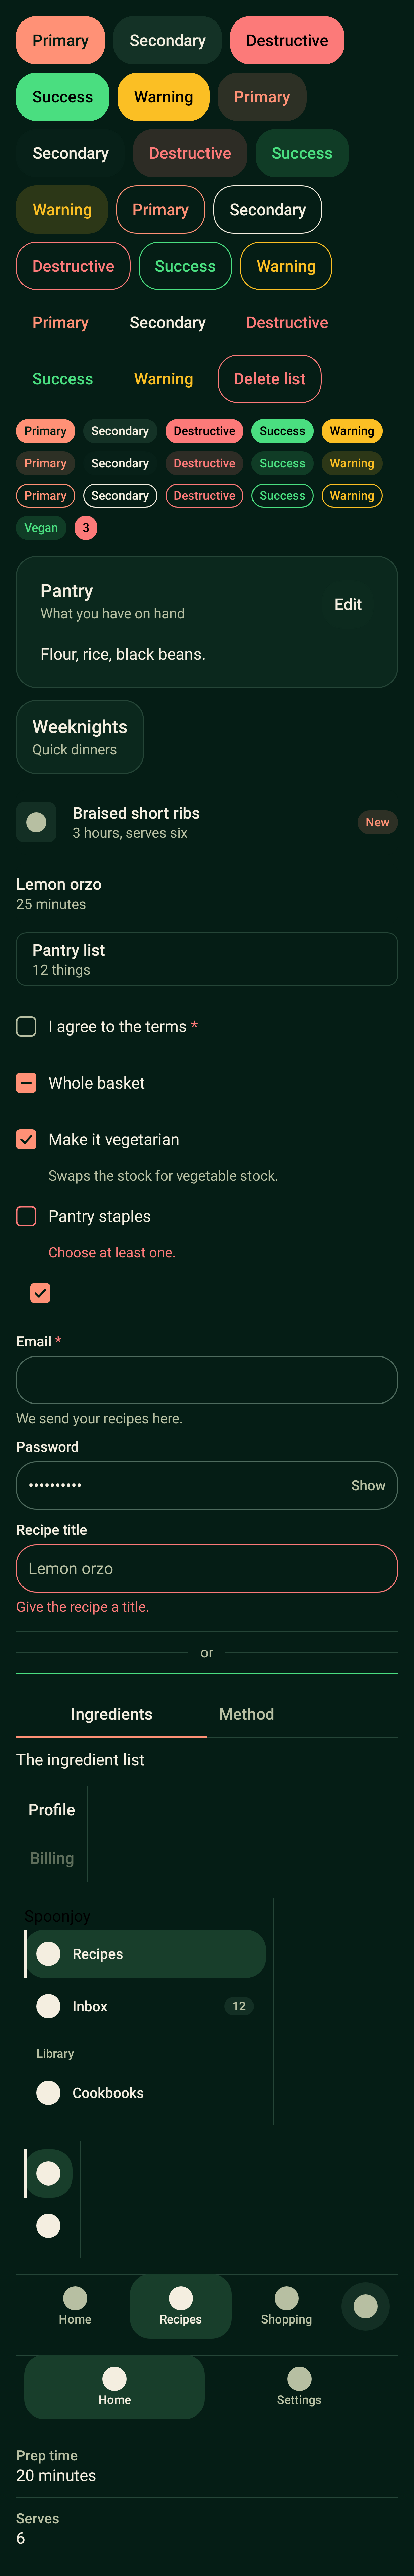 Primary Secondary Destructive
Success Warning Primary
Secondary Destructive Success
Warning Primary Secondary
Destructive Success Warning
Primary Secondary Destructive
Success Warning Delete list
Primary Secondary Destructive Success Warning
Primary Secondary Destructive Success Warning
Primary Secondary Destructive Success Warning
Vegan 3
Pantry
What you have on hand
Edit
Flour, rice, black beans.
Weeknights
Quick dinners
Braised short ribs
3 hours, serves six
New
Lemon orzo
25 minutes
Pantry list
12 things
I agree to the terms *
Whole basket
Make it vegetarian
Swaps the stock for vegetable stock.
Pantry staples
Choose at least one.
Email *
We send your recipes here.
Password
•••••••••• Show
Recipe title
Lemon orzo
Give the recipe a title.
or
Ingredients Method
The ingredient list
Profile
Billing
Spoonjoy
Recipes
Inbox 12
Library
Cookbooks
Home Recipes Shopping
Home Settings
Prep time
20 minutes
Serves
6